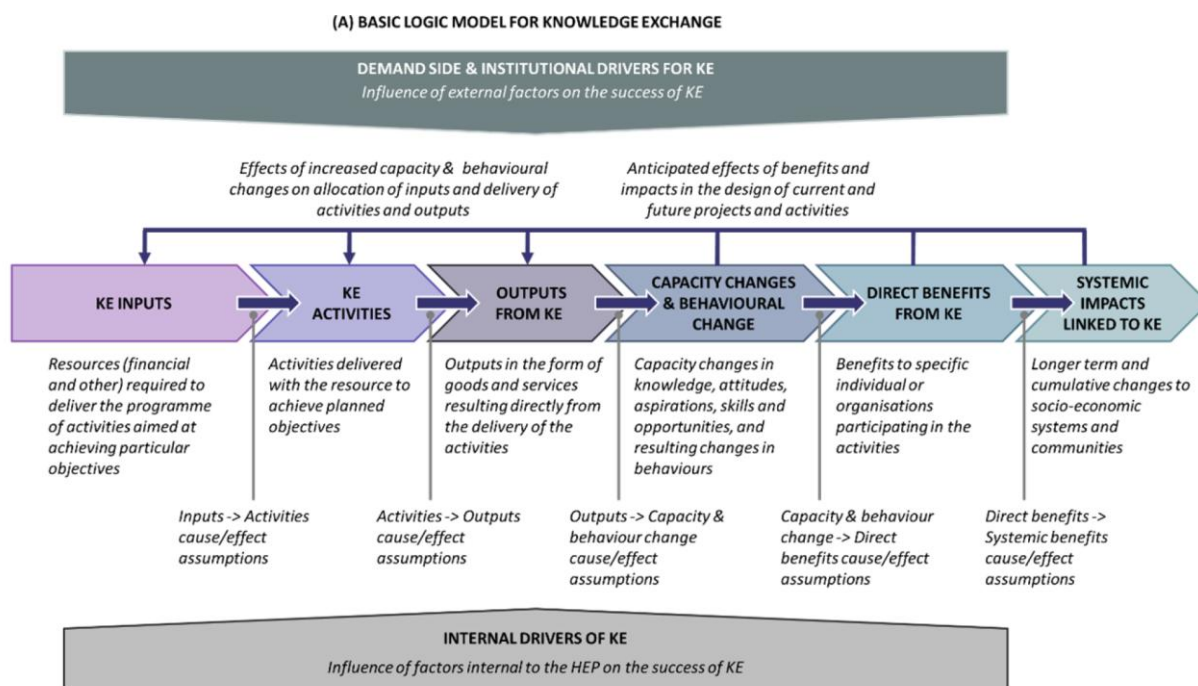 (A) BASIC LOGIC MODEL FOR KNOWLEDGE EXCHANGE
DEMAND SIDE & INSTITUTIONAL DRIVERS FOR KE
Influence of external factors on the success of KE
Effects of increased capacity & behavioural
changes on allocation of inputs and delivery of
activities and outputs
Anticipated effects of benefits and
impacts in the design of current and
future projects and activities
KE INPUTS
KE
ACTIVITIES
OUTPUTS
FROM KE
CAPACITY CHANGES
& BEHAVIOURAL
CHANGE
DIRECT BENEFITS
FROM KE
SYSTEMIC
IMPACTS
LINKED TO KE
Resources (financial
and other) required to
deliver the programme
of activities aimed at
achieving particular
objectives
Activities delivered
with the resource to
achieve planned
objectives
Outputs in the form of
goods and services
resulting directly from
the delivery of the
activities
Capacity changes in
knowledge, attitudes,
aspirations, skills and
opportunities, and
resulting changes in
behaviours
Benefits to specific
individual or
organisations
participating in the
activities
Longer term and
cumulative changes to
socio-economic
systems and
communities
Inputs -> Activities
cause/effect
assumptions
Activities -> Outputs
cause/effect
assumptions
Outputs -> Capacity &
behaviour change
cause/effect
assumptions
Capacity & behaviour
change -> Direct
benefits cause/effect
assumptions
Direct benefits ->
Systemic benefits
cause/effect
assumptions
INTERNAL DRIVERS OF KE
Influence of factors internal to the HEP on the success of KE